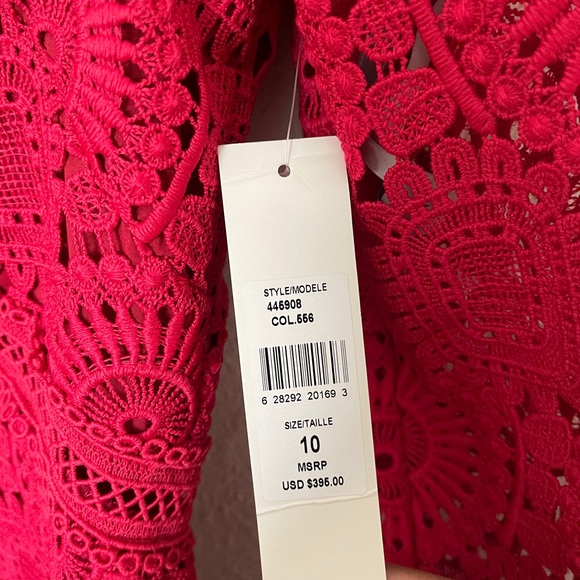 STYLE/MODELE
446908
COL.556
6 28292 20169 3
SIZE/TAILLE
10
MSRP
USD $395.00